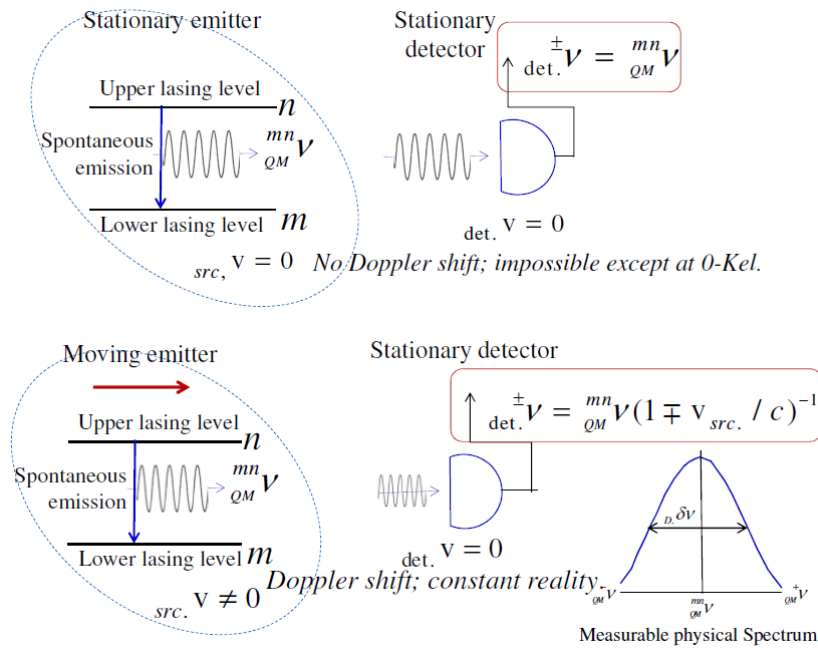 Stationary emitter
Stationary detector
det. ±ν = mn QM ν
Upper lasing level n
Spontaneous emission
mn QM ν
Lower lasing level m
src, v = 0
det. v = 0
No Doppler shift; impossible except at 0-Kel.
Moving emitter
Stationary detector
det. ±ν = mn QM ν (1 ∓ v src. / c)⁻¹
Upper lasing level n
Spontaneous emission
mn QM ν
Lower lasing level m
src. v ≠ 0
det. v = 0
Doppler shift; constant reality.
D. δν
QM ⁻ν
mn QM ν
QM ⁺ν
Measurable physical Spectrum